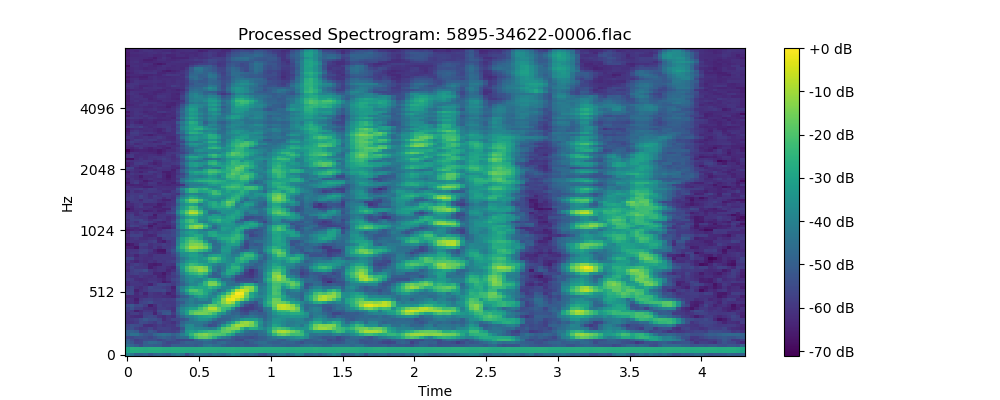 Processed Spectrogram: 5895-34622-0006.flac
Hz
4096
2048
1024
512
0
0 0.5 1 1.5 2 2.5 3 3.5 4
Time
+0 dB
-10 dB
-20 dB
-30 dB
-40 dB
-50 dB
-60 dB
-70 dB